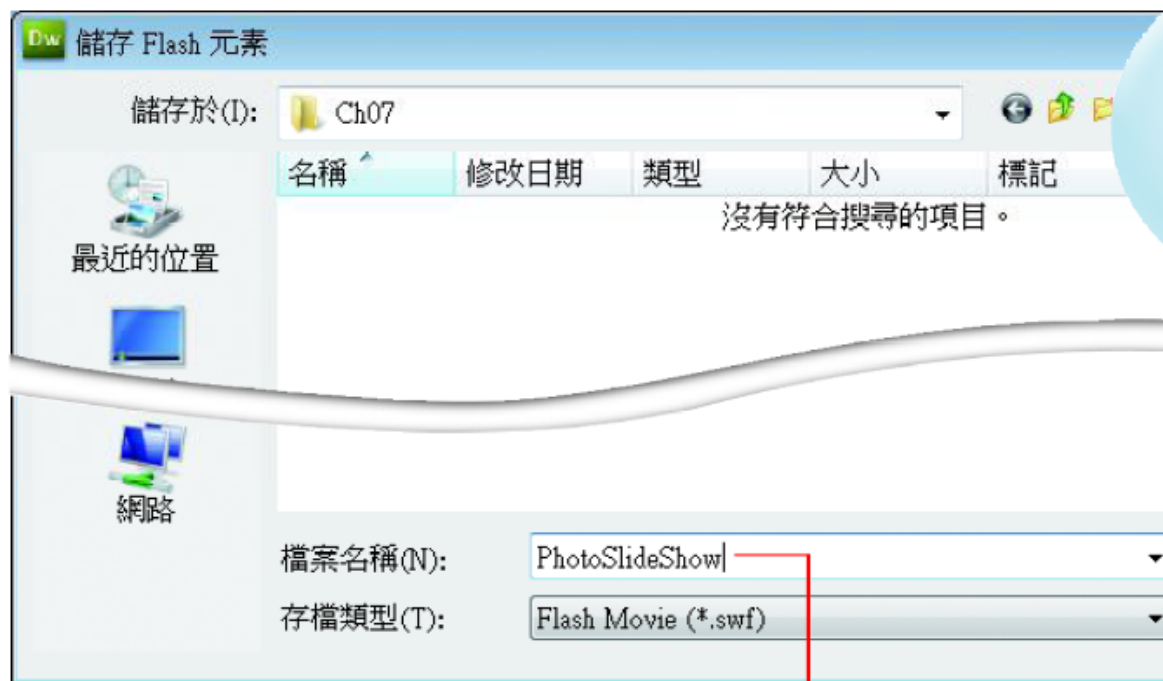 Dw 儲存 Flash 元素
儲存於(I): Ch07
名稱 修改日期 類型 大小 標記
沒有符合搜尋的項目。
最近的位置
網路
檔案名稱(N): PhotoSlideShow
存檔類型(T): Flash Movie (*.swf)